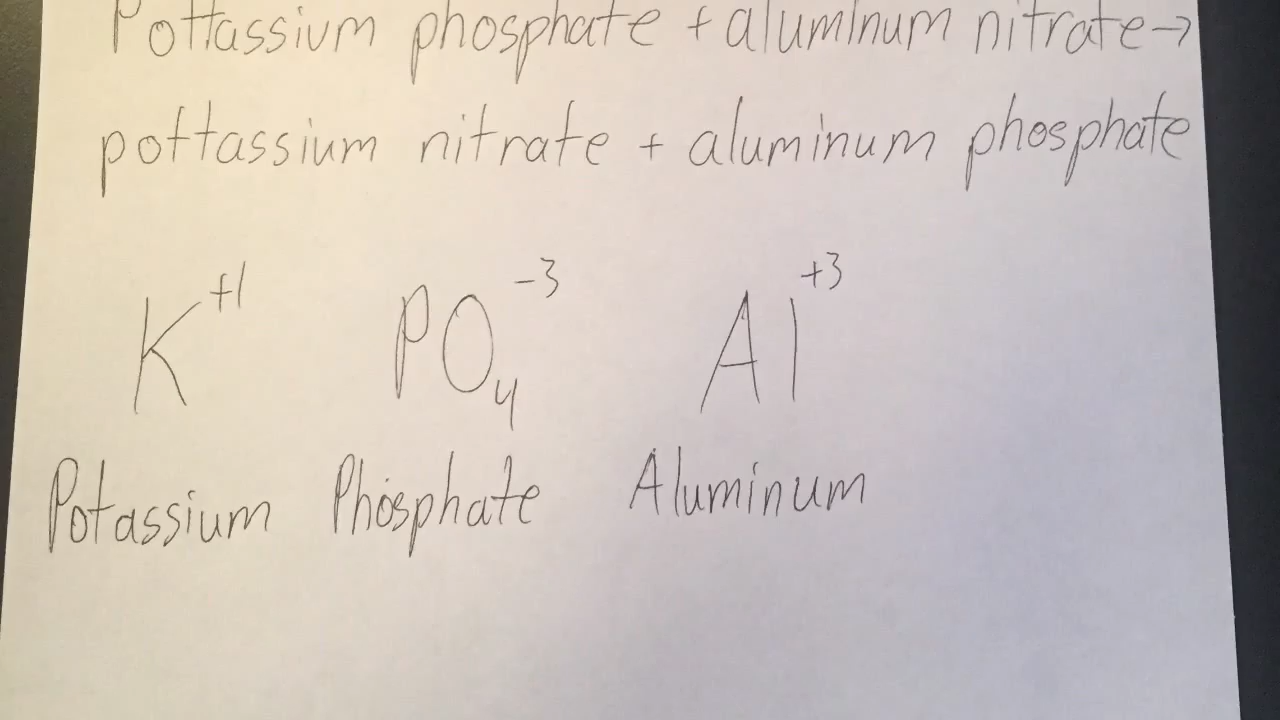 Pottassium phosphate + aluminum nitrate →
pottassium nitrate + aluminum phosphate
K⁺¹ PO₄⁻³ Al⁺³
Potassium Phosphate Aluminum